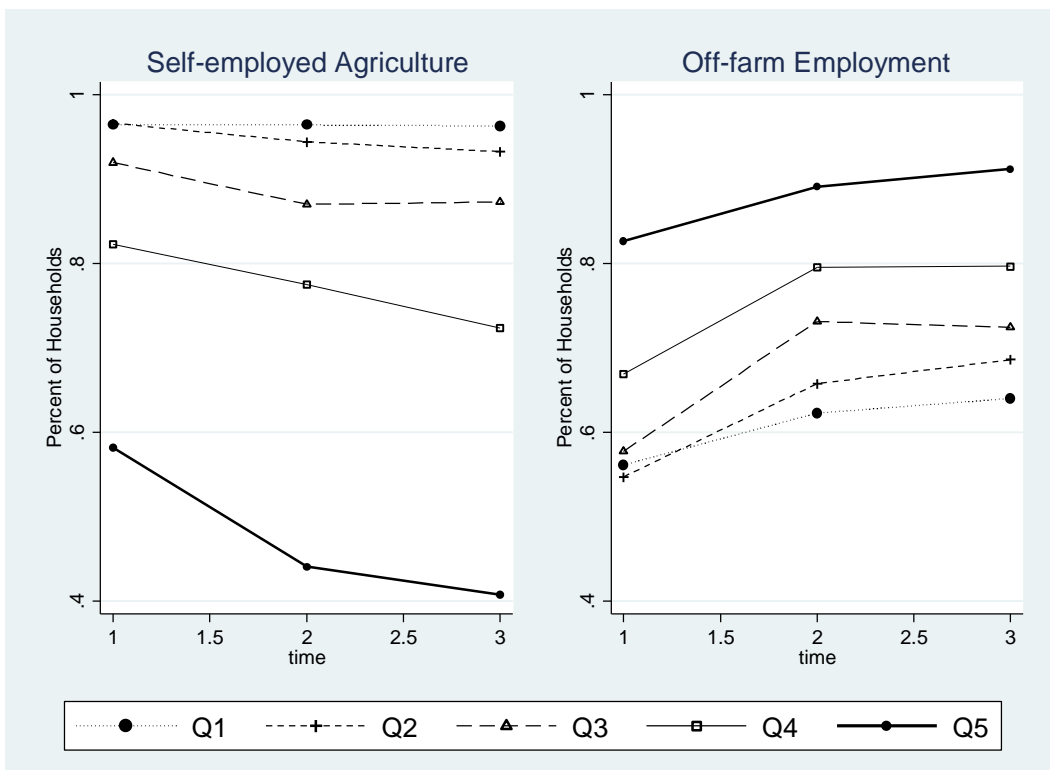 Self-employed Agriculture
Percent of Households
1
.8
.6
.4
1 1.5 2 2.5 3
time
Off-farm Employment
Percent of Households
1
.8
.6
.4
1 1.5 2 2.5 3
time
Q1 Q2 Q3 Q4 Q5